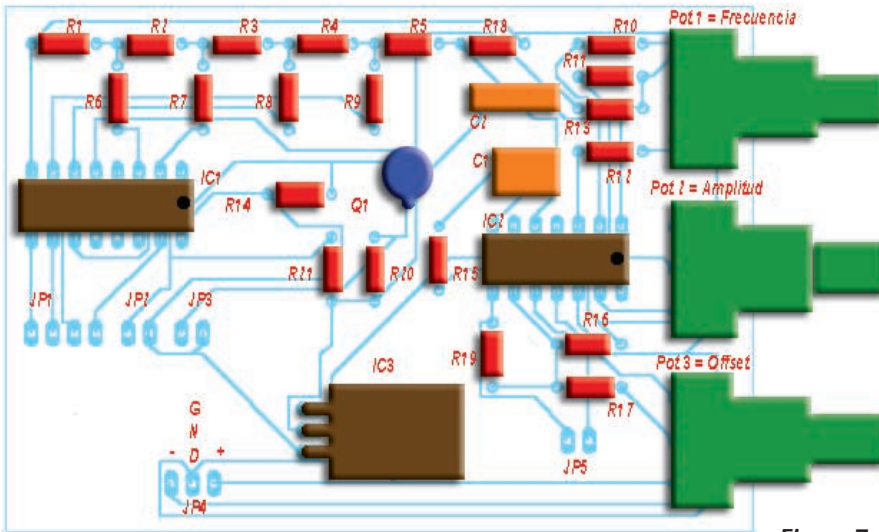 Pot 1 = Frecuencia
R1
R2
R3
R4
R5
R18
R10
R11
R6
R7
R8
R9
C2
R13
C1
R12
IC1
R14
Q1
IC2
Pot 2 = Amplitud
R21
R20
R15
JP1
JP2
JP3
R16
R19
IC3
Pot 3 = Offset
R17
G
N
- D +
JP5
JP4